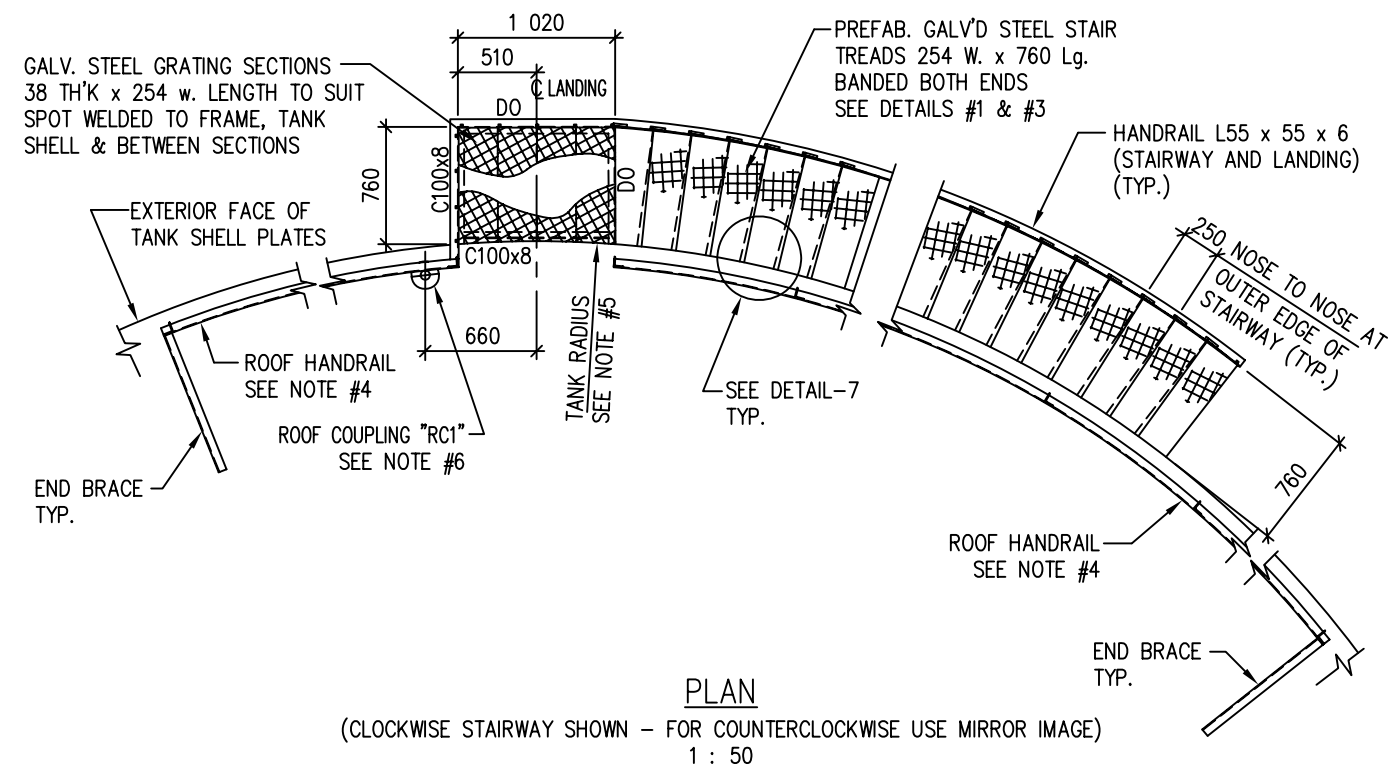 1 020
510
℄ LANDING
DO
GALV. STEEL GRATING SECTIONS
38 TH'K x 254 w. LENGTH TO SUIT
SPOT WELDED TO FRAME, TANK
SHELL & BETWEEN SECTIONS
PREFAB. GALV'D STEEL STAIR
TREADS 254 W. x 760 Lg.
BANDED BOTH ENDS
SEE DETAILS #1 & #3
HANDRAIL L55 x 55 x 6
(STAIRWAY AND LANDING)
(TYP.)
760
C100x8
DO
C100x8
EXTERIOR FACE OF
TANK SHELL PLATES
250 NOSE TO NOSE AT
OUTER EDGE OF
STAIRWAY (TYP.)
660
TANK RADIUS
SEE NOTE #5
ROOF HANDRAIL
SEE NOTE #4
SEE DETAIL-7
TYP.
ROOF COUPLING "RC1"
SEE NOTE #6
END BRACE
TYP.
760
ROOF HANDRAIL
SEE NOTE #4
END BRACE
TYP.
PLAN
(CLOCKWISE STAIRWAY SHOWN - FOR COUNTERCLOCKWISE USE MIRROR IMAGE)
1 : 50